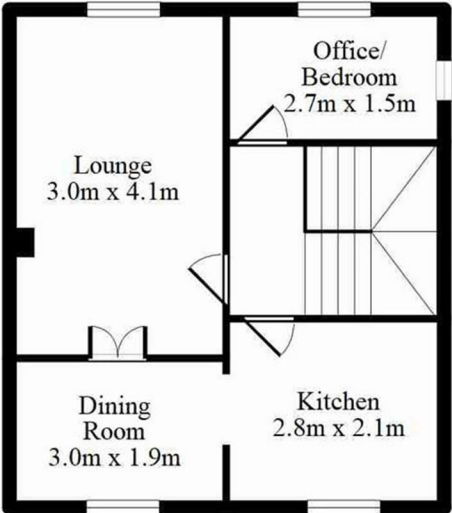 Office/
Bedroom
2.7m x 1.5m
Lounge
3.0m x 4.1m
Dining
Room
3.0m x 1.9m
Kitchen
2.8m x 2.1m